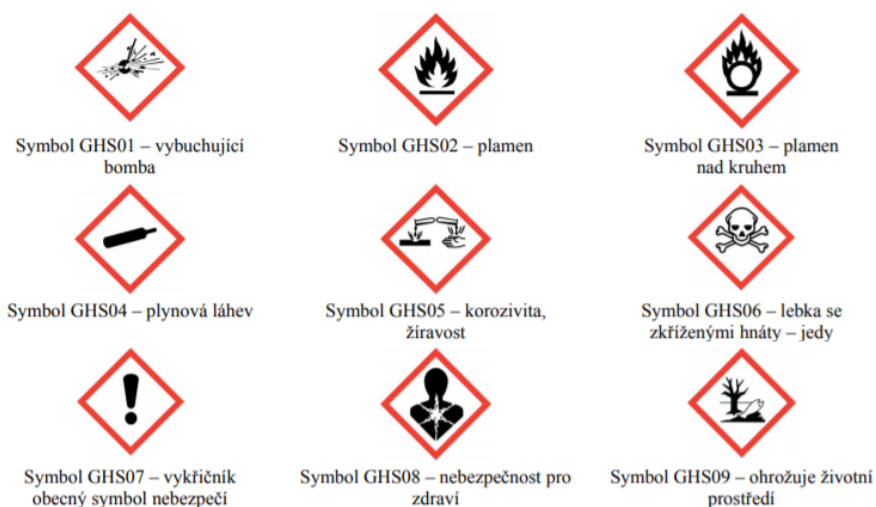 Symbol GHS01 – vybuchující
bomba
Symbol GHS02 – plamen
Symbol GHS03 – plamen
nad kruhem
Symbol GHS04 – plynová láhev
Symbol GHS05 – korozivita,
žíravost
Symbol GHS06 – lebka se
zkříženými hnáty – jedy
Symbol GHS07 – vykřičník
obecný symbol nebezpečí
Symbol GHS08 – nebezpečnost pro
zdraví
Symbol GHS09 – ohrožuje životní
prostředí